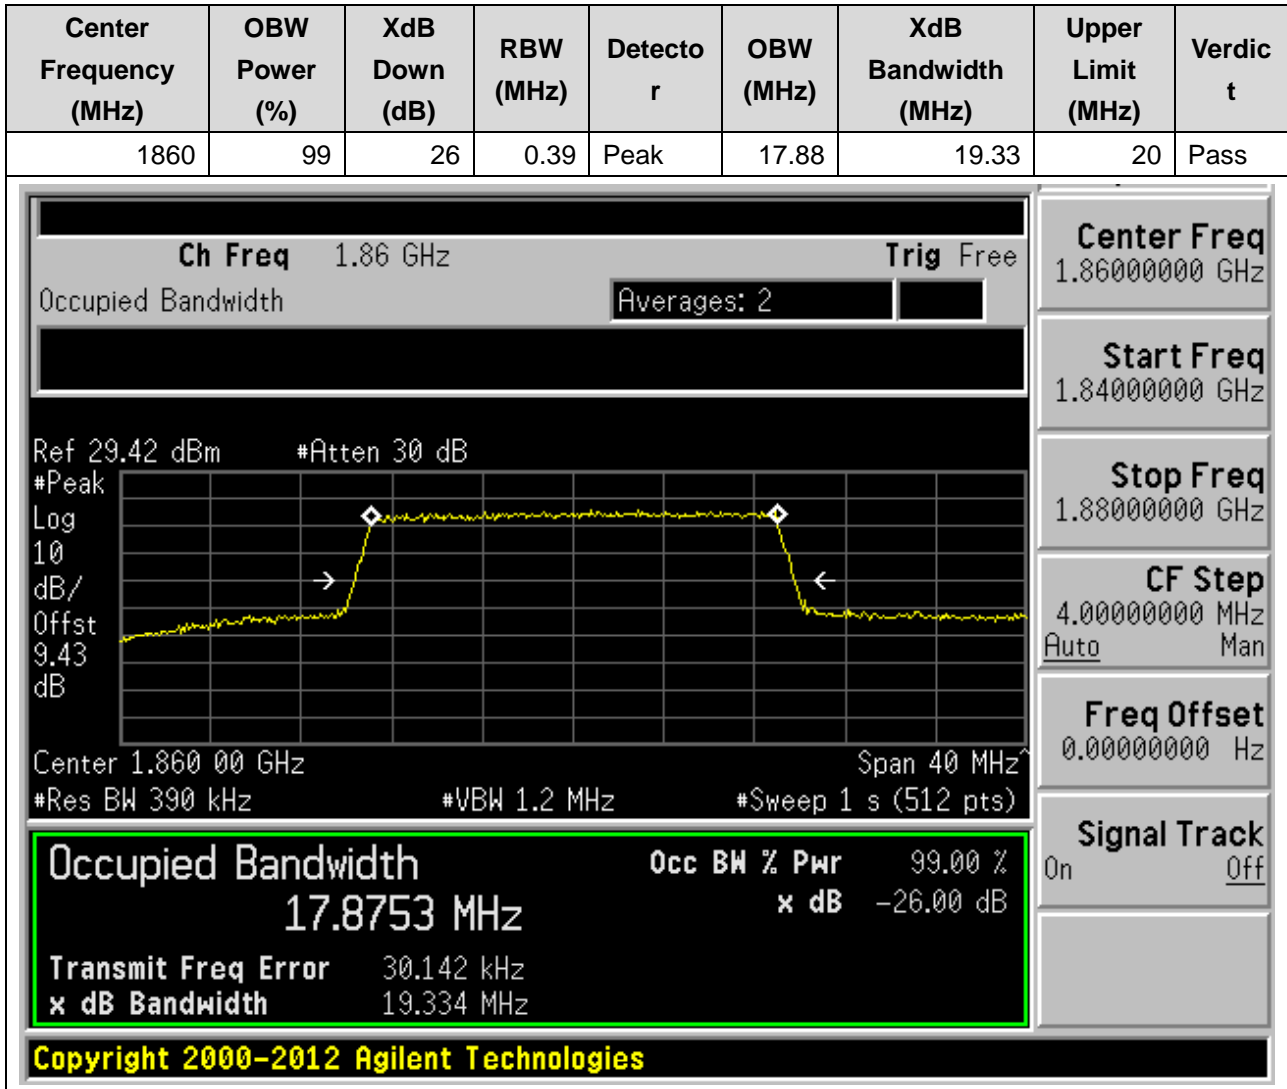 Center Frequency (MHz) OBW Power (%) XdB Down (dB) RBW (MHz) Detecto r OBW (MHz) XdB Bandwidth (MHz) Upper Limit (MHz) Verdic t
1860 99 26 0.39 Peak 17.88 19.33 20 Pass
Ch Freq 1.86 GHz Trig Free
Occupied Bandwidth Averages: 2
Ref 29.42 dBm #Atten 30 dB
#Peak
Log
10
dB/
Offst
9.43
dB
Center 1.860 00 GHz Span 40 MHz^
#Res BW 390 kHz #VBW 1.2 MHz #Sweep 1 s (512 pts)
Occupied Bandwidth Occ BW % Pwr 99.00 %
17.8753 MHz x dB -26.00 dB
Transmit Freq Error 30.142 kHz
x dB Bandwidth 19.334 MHz
Copyright 2000-2012 Agilent Technologies
Center Freq
1.86000000 GHz
Start Freq
1.84000000 GHz
Stop Freq
1.88000000 GHz
CF Step
4.00000000 MHz
Auto Man
Freq Offset
0.00000000 Hz
Signal Track
On Off